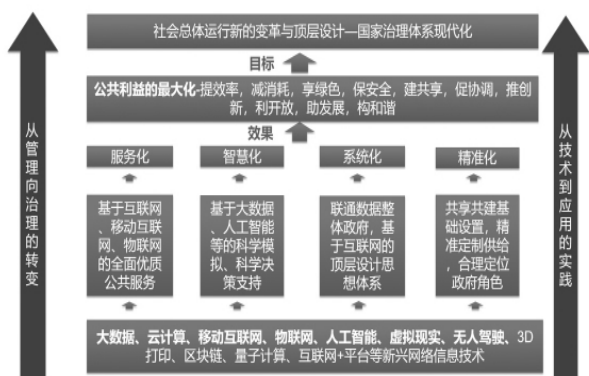 社会总体运行新的变革与顶层设计—国家治理体系现代化
目标
公共利益的最大化-提效率，减消耗，享绿色，保安全，建共享，促协调，推创
新，利开放，助发展，构和谐
效果
服务化
智慧化
系统化
精准化
基于互联网
、移动互联
网、物联网
的全面优质
公共服务
基于大数据
、人工智能
等的科学模
拟、科学决
策支持
联通数据整
体政府，基
于互联网的
顶层设计思
想体系
共享共建基
础设置，精
准定制供给
，合理定位
政府角色
大数据、云计算、移动互联网、物联网、人工智能、虚拟现实、无人驾驶、3D
打印、区块链、量子计算、互联网+平台等新兴网络信息技术
从管理向治理的转变
从技术到应用的实践